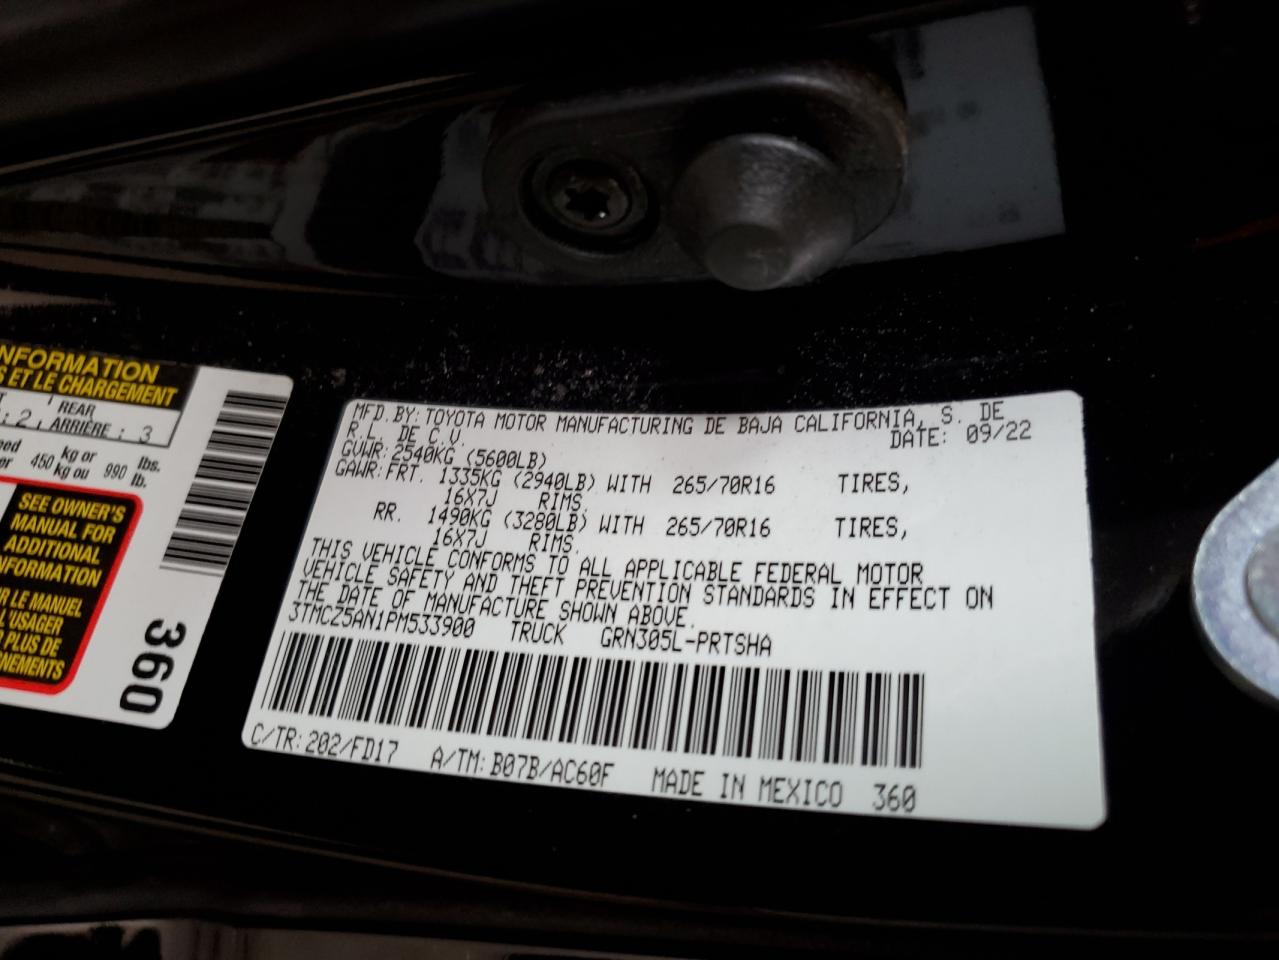 NFORMATION
S ET LE CHARGEMENT
REAR
: 2 ARRIÈRE : 3
450 kg or kg ou 990 lbs. lb.
SEE OWNER'S
MANUAL FOR
ADDITIONAL
NFORMATION
R LE MANUEL
L'USAGER
PLUS DE
360
MFD. BY: TOYOTA MOTOR MANUFACTURING DE BAJA CALIFORNIA, S. DE
R.L. DE C.V. DATE: 09/22
GVWR: 2540KG (5600LB)
GAWR: FRT. 1335KG (2940LB) WITH 265/70R16 TIRES,
16X7J RIMS.
RR. 1490KG (3280LB) WITH 265/70R16 TIRES,
16X7J RIMS.
THIS VEHICLE CONFORMS TO ALL APPLICABLE FEDERAL MOTOR
VEHICLE SAFETY AND THEFT PREVENTION STANDARDS IN EFFECT ON
THE DATE OF MANUFACTURE SHOWN ABOVE.
3TMCZ5AN1PM533900 TRUCK GRN305L-PRTSHA
C/TR: 202/FD17 A/TM: B07B/AC60F MADE IN MEXICO 360